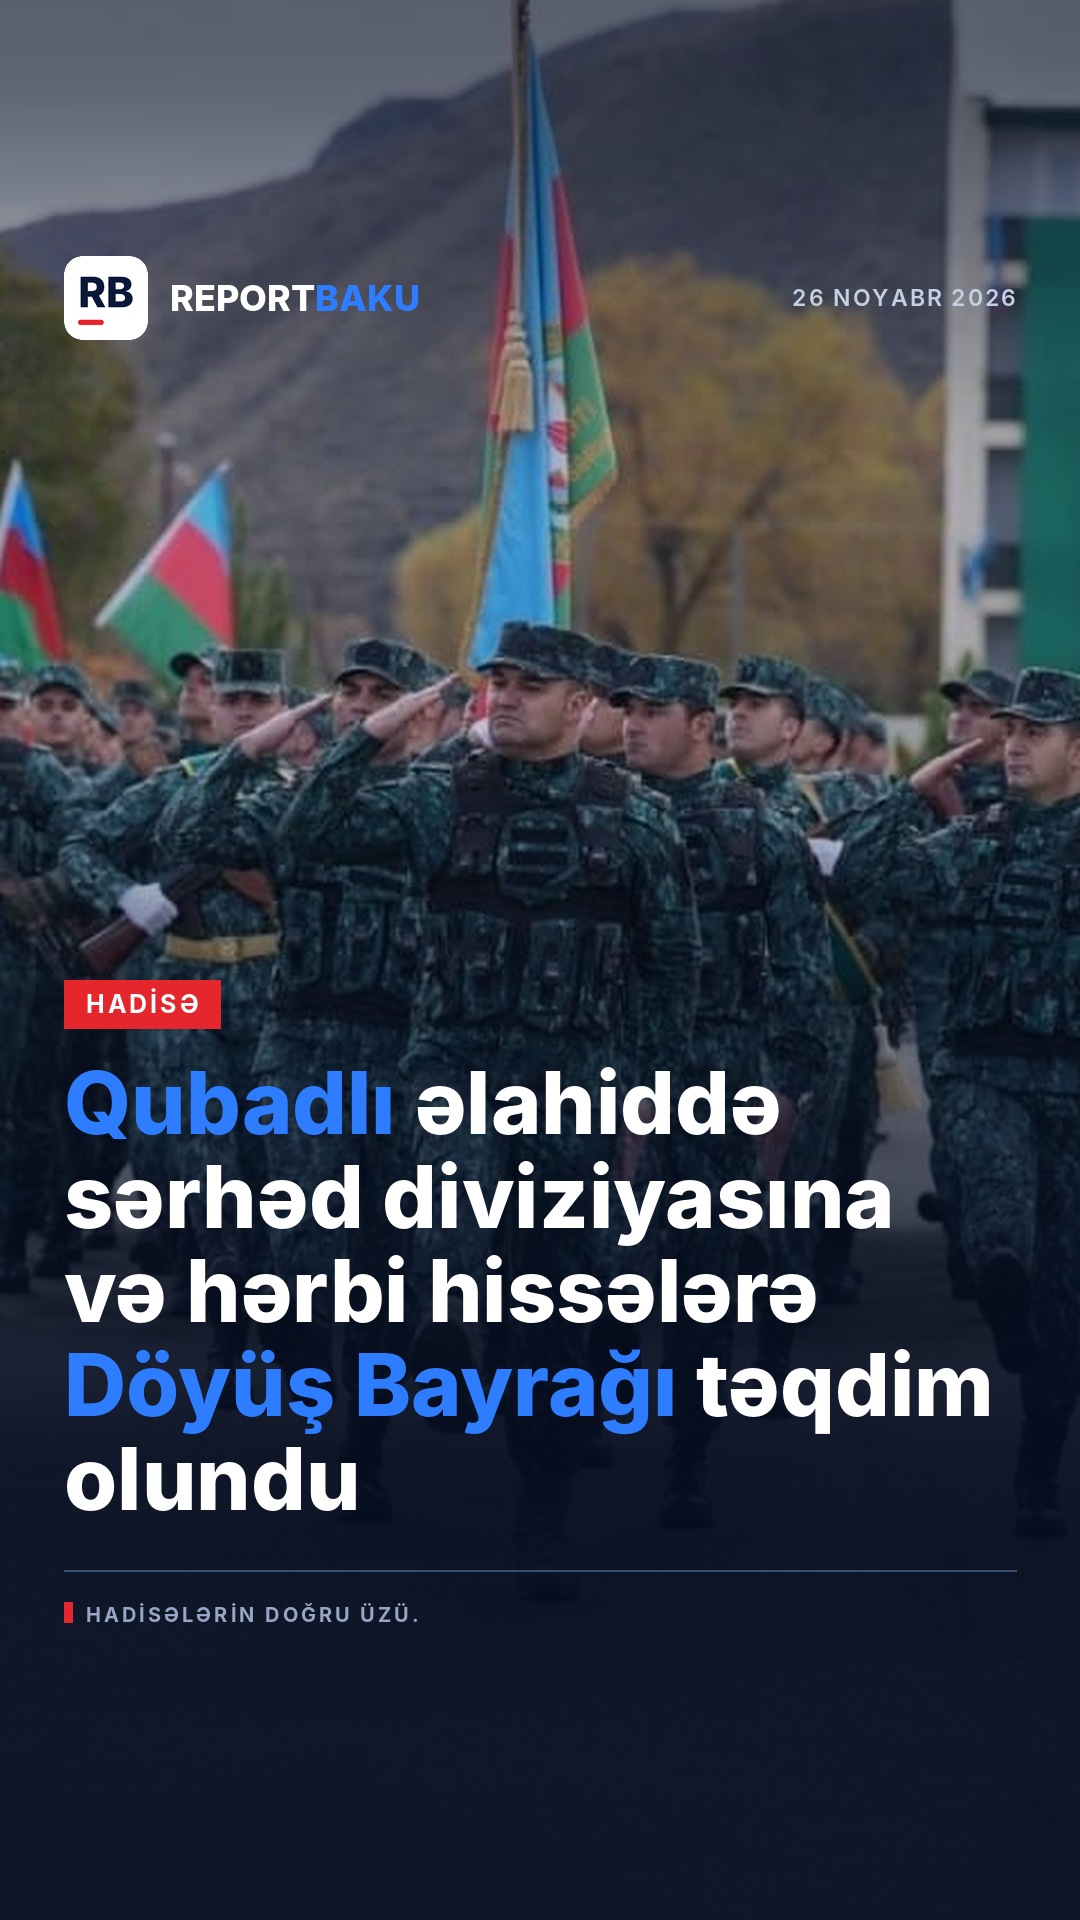 RB REPORTBAKU
26 NOYABR 2026
HADİSƏ
Qubadlı əlahiddə
sərhəd diviziyasına
və hərbi hissələrə
Döyüş Bayrağı təqdim
olundu
HADİSƏLƏRİN DOĞRU ÜZÜ.